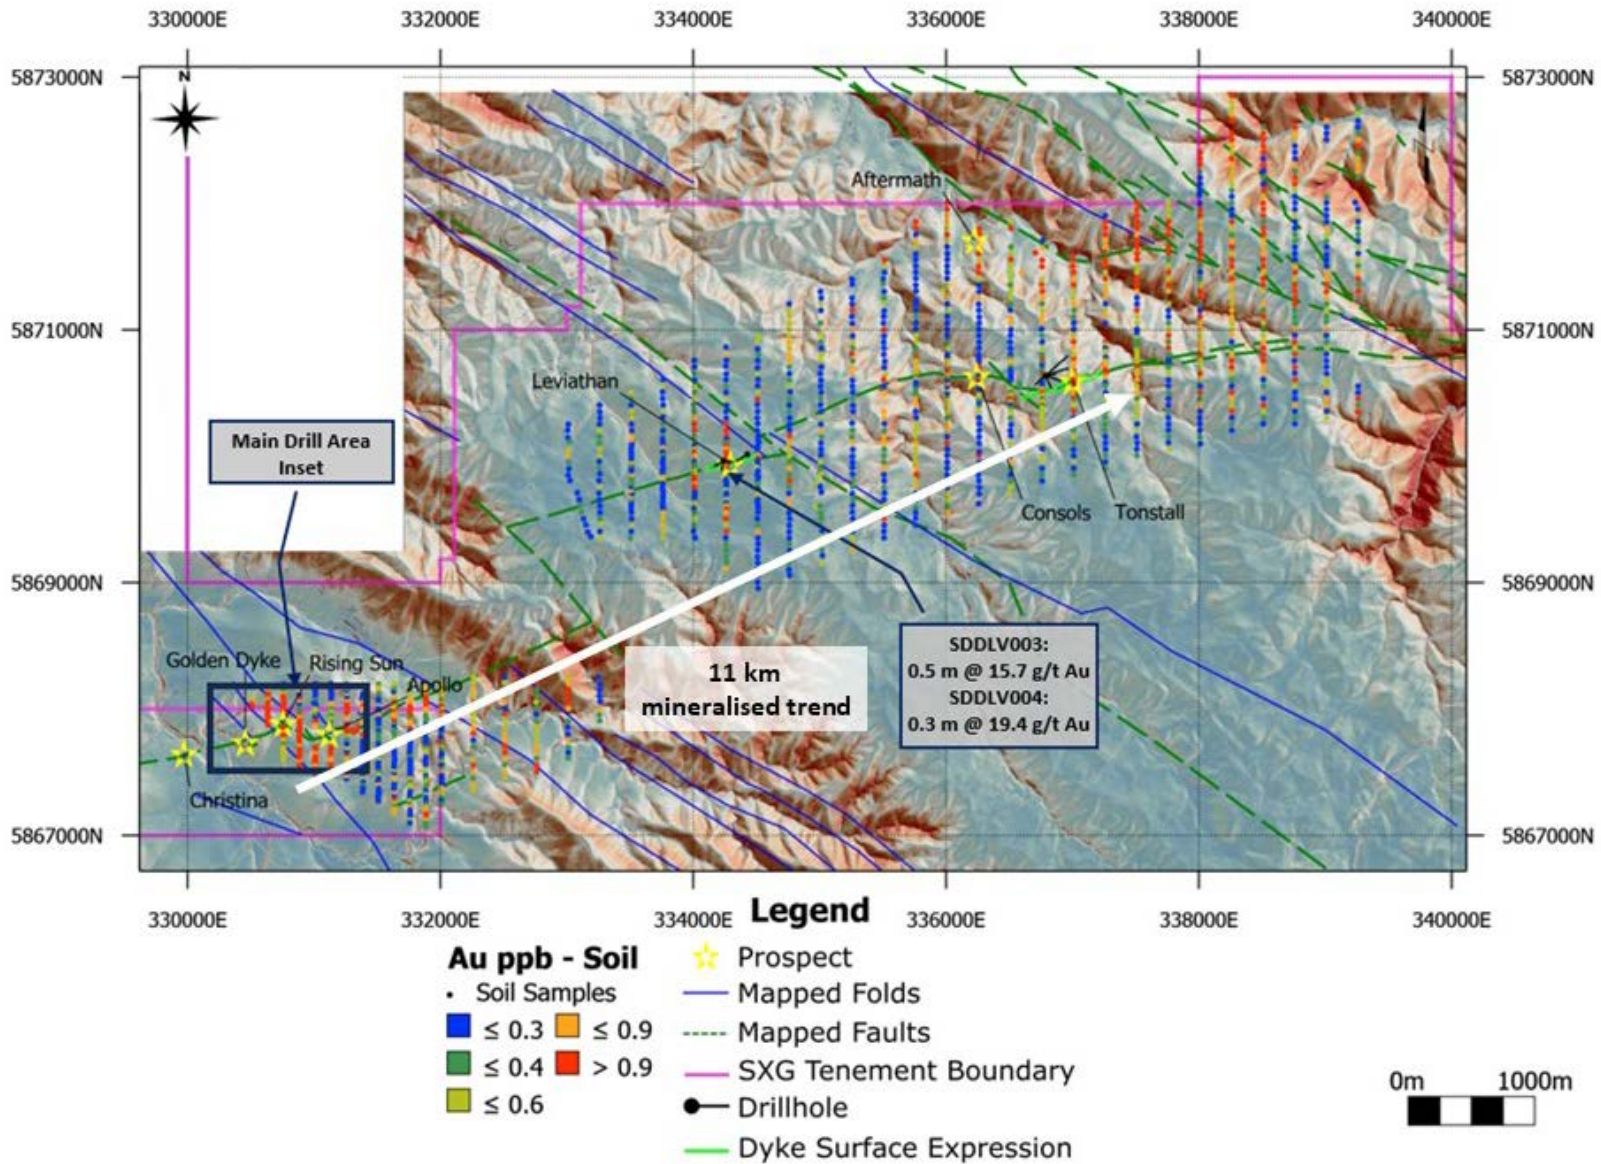 330000E 332000E 334000E 336000E 338000E 340000E
5873000N 5873000N
N
Aftermath
5871000N 5871000N
Leviathan
Main Drill Area
Inset
Consols Tonstall
5869000N 5869000N
SDDLV003:
0.5 m @ 15.7 g/t Au
SDDLV004:
0.3 m @ 19.4 g/t Au
Golden Dyke Rising Sun
Apollo
11 km
mineralised trend
Christina
5867000N 5867000N
330000E 332000E 334000E 336000E 338000E 340000E
Legend
Au ppb - Soil
Soil Samples
≤ 0.3 ≤ 0.9
≤ 0.4 > 0.9
≤ 0.6
Prospect
Mapped Folds
Mapped Faults
SXG Tenement Boundary
Drillhole
Dyke Surface Expression
0m 1000m